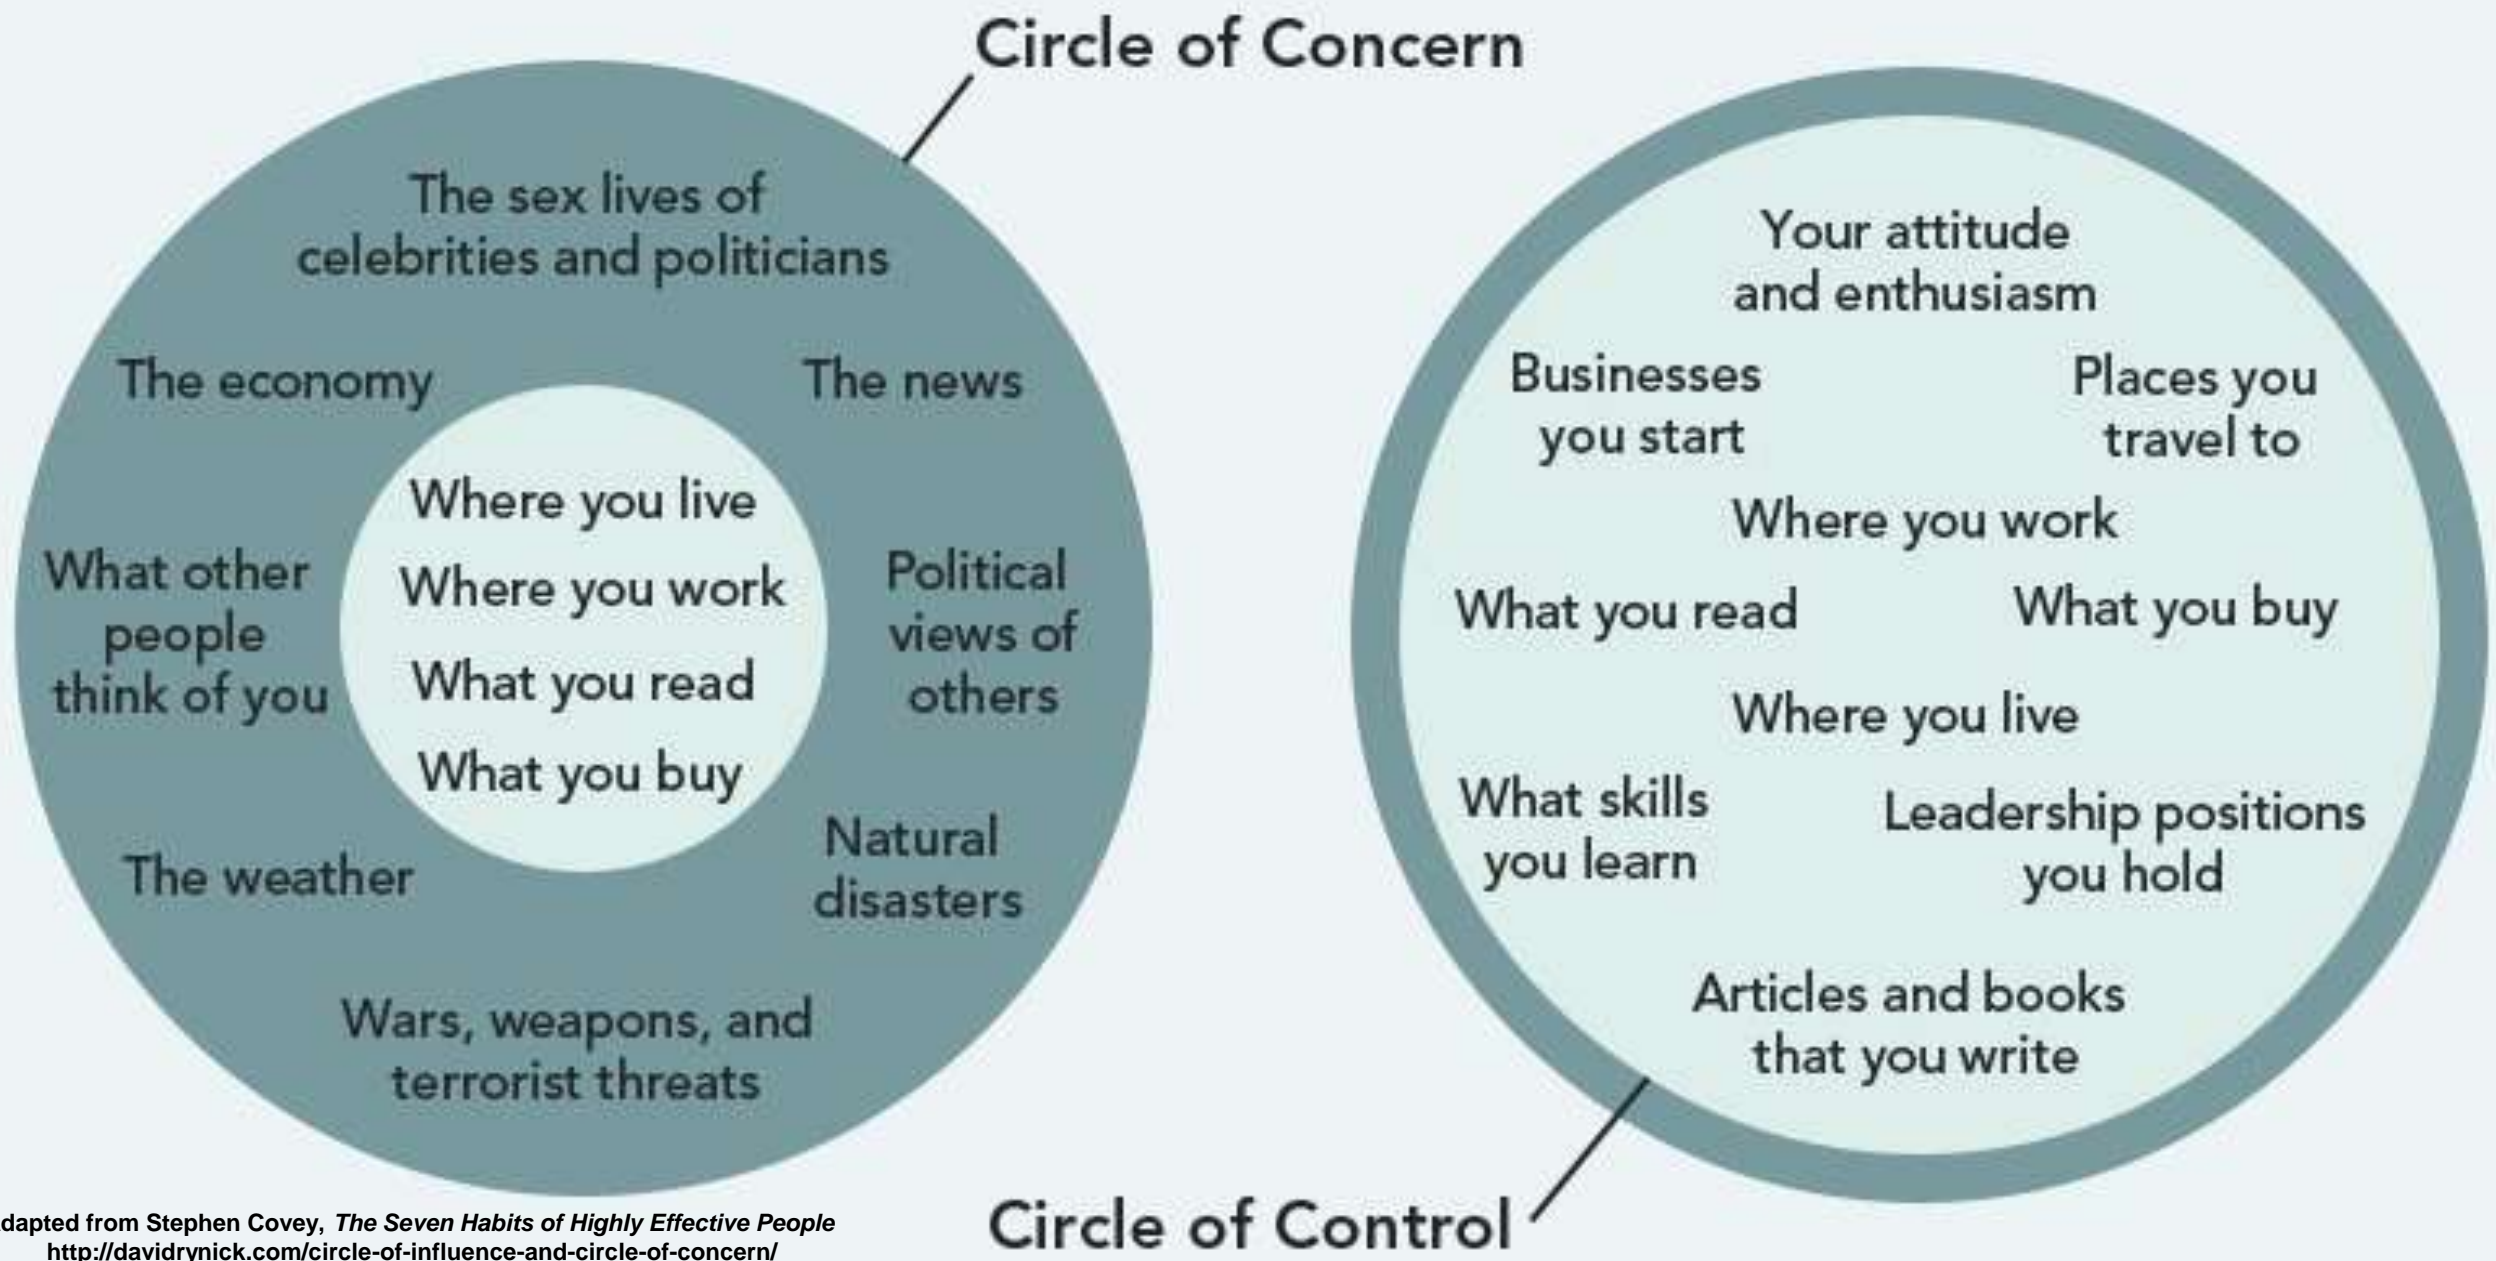 Circle of Concern
The sex lives of
celebrities and politicians
The economy
The news
Where you live
Where you work
What you read
What you buy
What other
people
think of you
Political
views of
others
The weather
Natural
disasters
Wars, weapons, and
terrorist threats
Your attitude
and enthusiasm
Businesses
you start
Places you
travel to
Where you work
What you read
What you buy
Where you live
What skills
you learn
Leadership positions
you hold
Articles and books
that you write
Circle of Control
dapted from Stephen Covey, The Seven Habits of Highly Effective People
http://davidrynick.com/circle-of-influence-and-circle-of-concern/